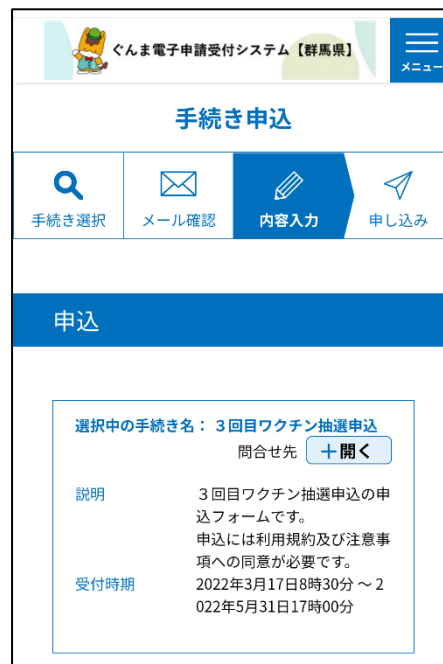 ぐんま電子申請受付システム【群馬県】
メニュー
手続き申込
手続き選択
メール確認
内容入力
申し込み
申込
選択中の手続き名： ３回目ワクチン抽選申込
問合せ先 ＋開く
説明 ３回目ワクチン抽選申込の申
込フォームです。
申込には利用規約及び注意事
項への同意が必要です。
受付時期 2022年3月17日8時30分 ～ 2
022年5月31日17時00分